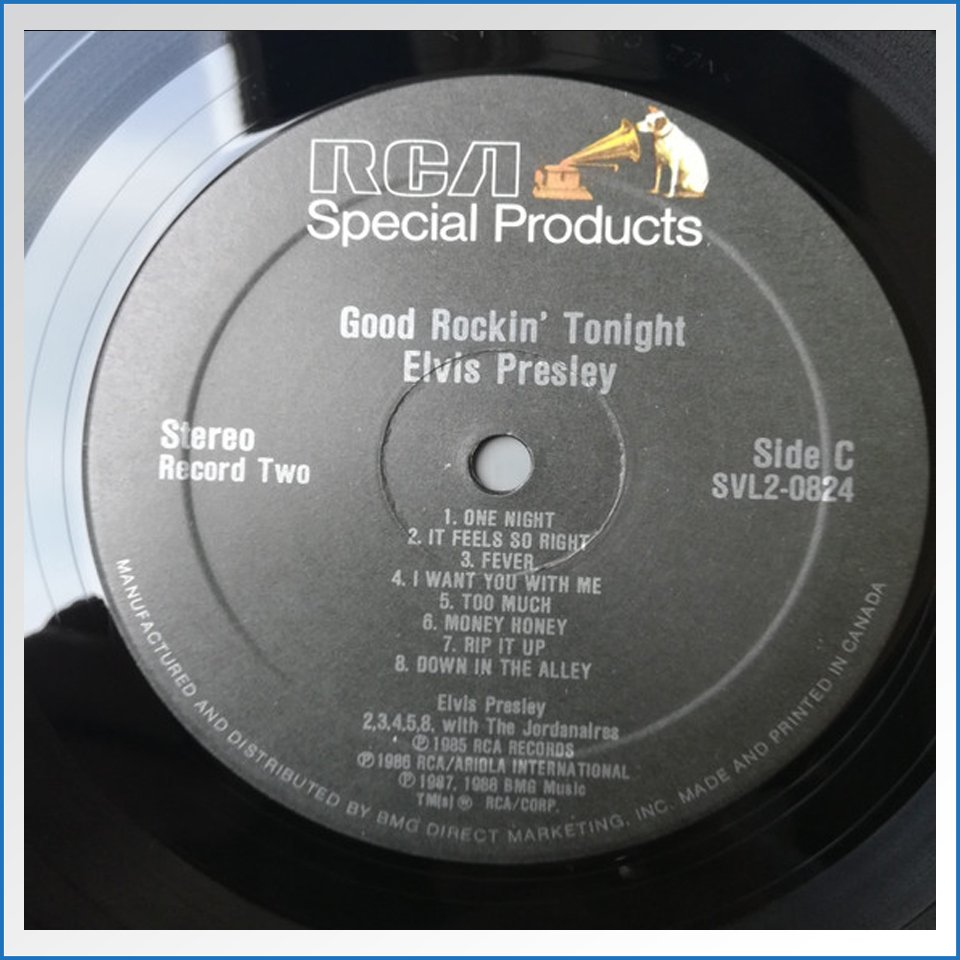 RCA
Special Products
Good Rockin' Tonight
Elvis Presley
Stereo
Record Two
Side C
SVL2-0824
1. ONE NIGHT
2. IT FEELS SO RIGHT
3. FEVER
4. I WANT YOU WITH ME
5. TOO MUCH
6. MONEY HONEY
7. RIP IT UP
8. DOWN IN THE ALLEY
Elvis Presley
2,3,4,5,8, with The Jordanaires
℗ 1985 RCA RECORDS
℗ 1986 RCA/ARIOLA INTERNATIONAL
℗ 1987, 1988 BMG Music
TM(s) ® RCA/CORP.
MANUFACTURED AND DISTRIBUTED BY BMG DIRECT MARKETING, INC. MADE AND PRINTED IN CANADA